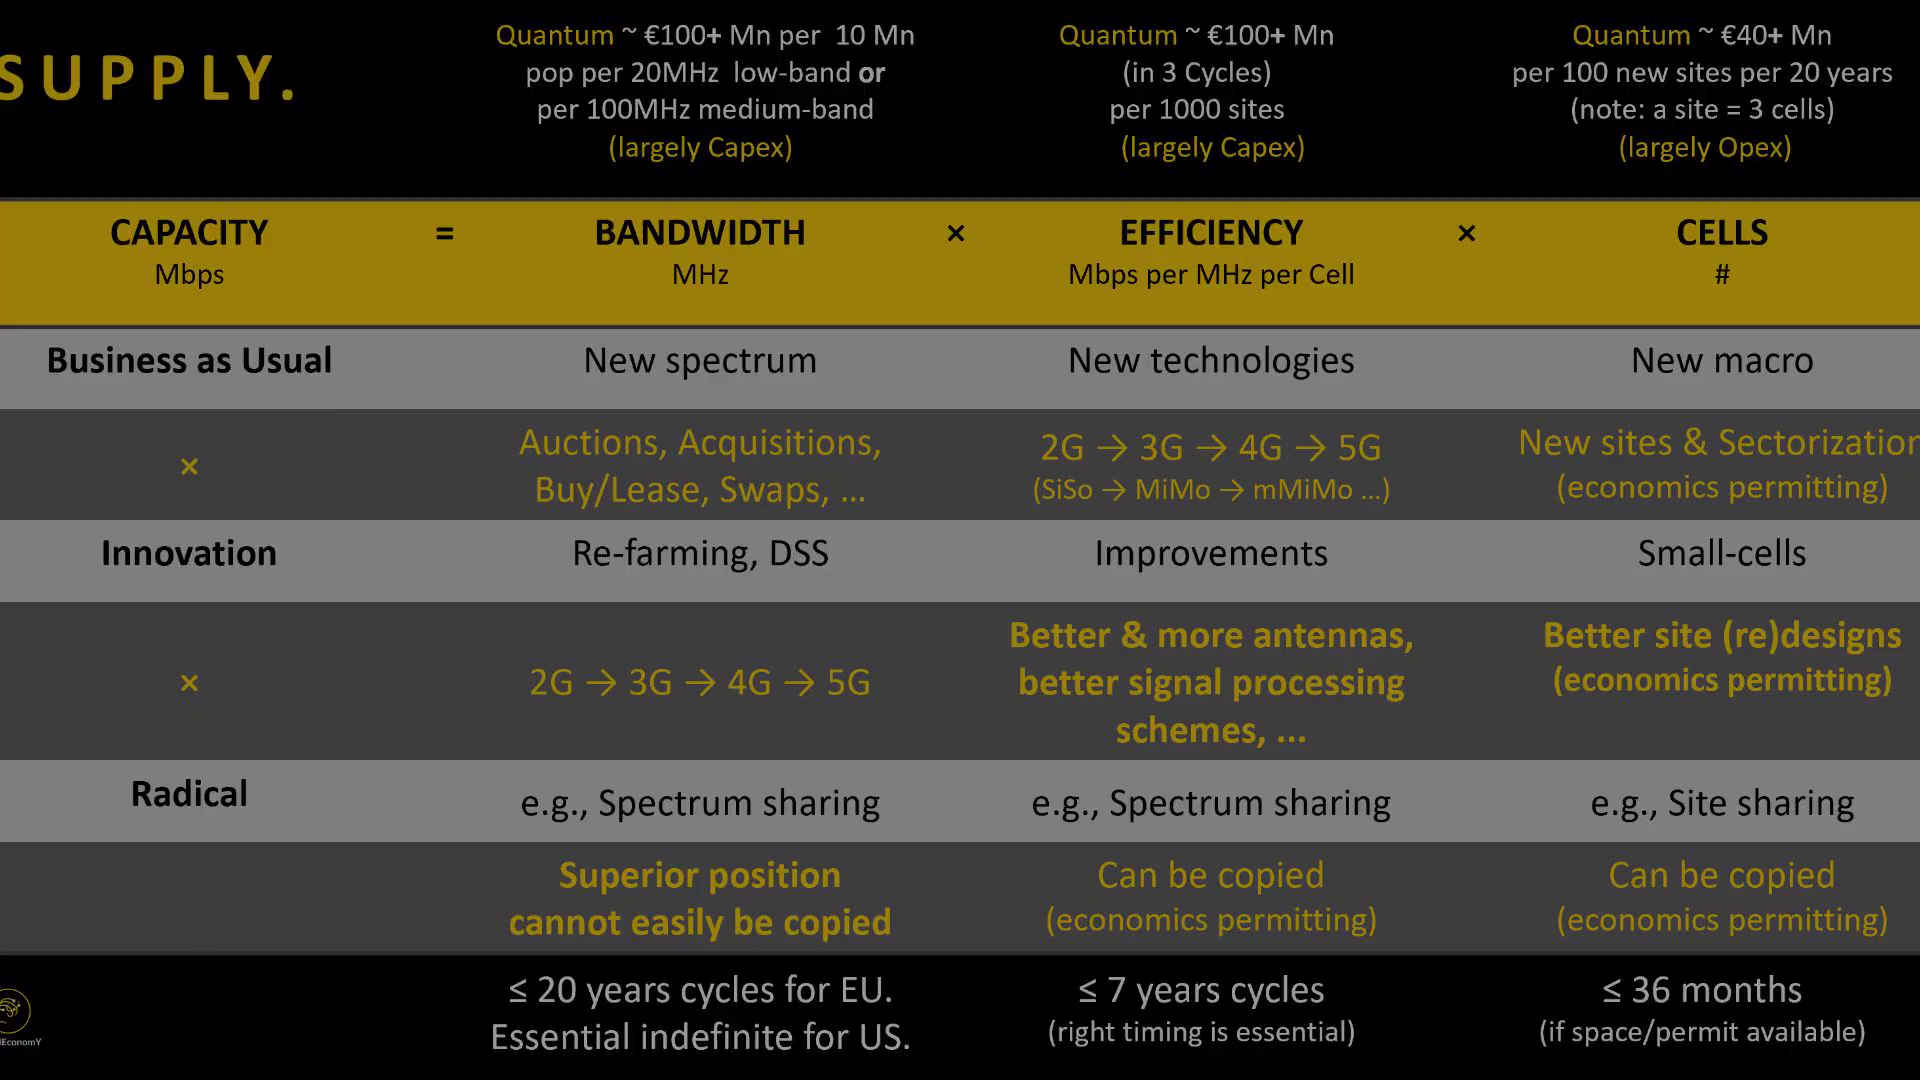 SUPPLY.
Quantum ~ €100+ Mn per 10 Mn
pop per 20MHz low-band or
per 100MHz medium-band
(largely Capex)
Quantum ~ €100+ Mn
(in 3 Cycles)
per 1000 sites
(largely Capex)
Quantum ~ €40+ Mn
per 100 new sites per 20 years
(note: a site = 3 cells)
(largely Opex)
CAPACITY = BANDWIDTH × EFFICIENCY × CELLS
Mbps MHz Mbps per MHz per Cell #
Business as Usual New spectrum New technologies New macro
×
Auctions, Acquisitions,
Buy/Lease, Swaps, ...
2G → 3G → 4G → 5G
(SiSo → MiMo → mMiMo ...)
New sites & Sectorization
(economics permitting)
Innovation Re-farming, DSS Improvements Small-cells
×
2G → 3G → 4G → 5G
Better & more antennas,
better signal processing
schemes, ...
Better site (re)designs
(economics permitting)
Radical e.g., Spectrum sharing e.g., Spectrum sharing e.g., Site sharing
Superior position
cannot easily be copied
Can be copied
(economics permitting)
Can be copied
(economics permitting)
≤ 20 years cycles for EU.
Essential indefinite for US.
≤ 7 years cycles
(right timing is essential)
≤ 36 months
(if space/permit available)